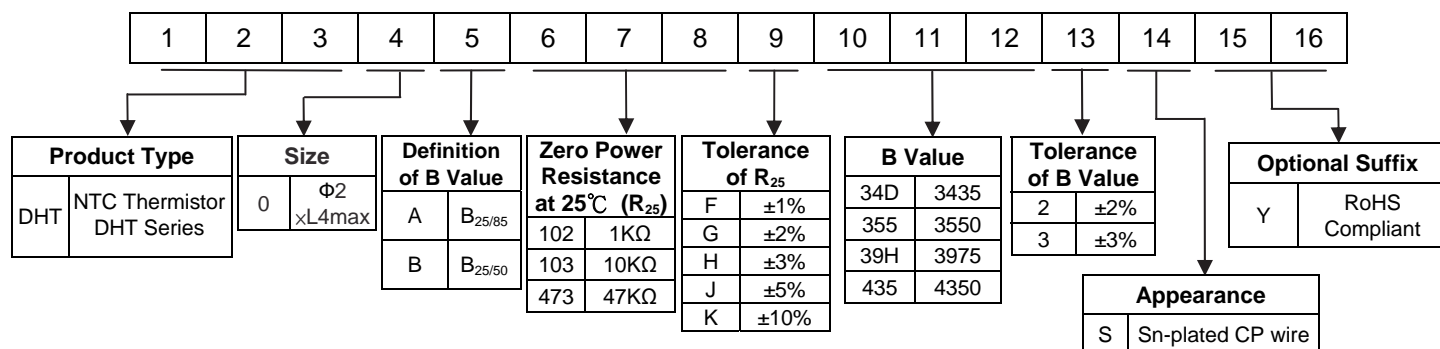 1 2 3 4 5 6 7 8 9 10 11 12 13 14 15 16
Product Type
DHT NTC Thermistor
DHT Series
Size
0 Φ2
×L4max
Definition
of B Value
A B25/85
B B25/50
Zero Power
Resistance
at 25℃ (R25)
102 1KΩ
103 10KΩ
473 47KΩ
Tolerance
of R25
F ±1%
G ±2%
H ±3%
J ±5%
K ±10%
B Value
34D 3435
355 3550
39H 3975
435 4350
Tolerance
of B Value
2 ±2%
3 ±3%
Appearance
S Sn-plated CP wire
Optional Suffix
Y RoHS
Compliant